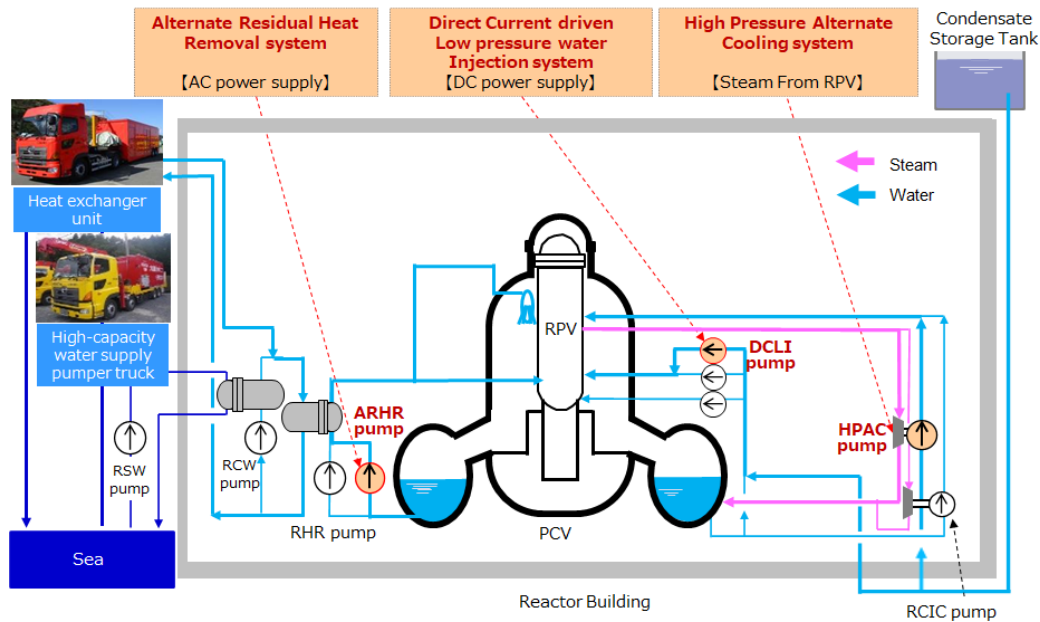 Alternate Residual Heat
Removal system
【AC power supply】
Direct Current driven
Low pressure water
Injection system
【DC power supply】
High Pressure Alternate
Cooling system
【Steam From RPV】
Condensate
Storage Tank
Heat exchanger
unit
High-capacity
water supply
pumper truck
Steam
Water
RPV
DCLI
pump
ARHR
pump
HPAC
pump
RSW
pump
RCW
pump
RHR pump
PCV
Sea
Reactor Building
RCIC pump